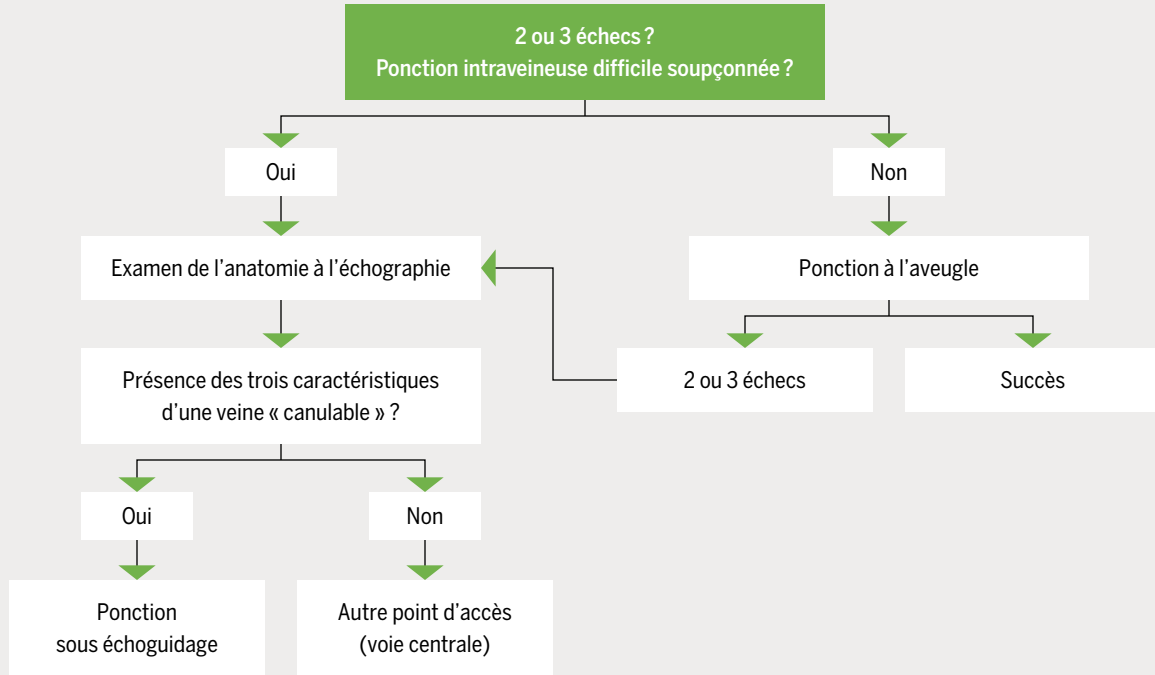 2 ou 3 échecs ?
Ponction intraveineuse difficile soupçonnée ?
Oui
Non
Examen de l’anatomie à l’échographie
Ponction à l’aveugle
Présence des trois caractéristiques
d’une veine « canulable » ?
2 ou 3 échecs
Succès
Oui
Non
Ponction
sous échoguidage
Autre point d’accès
(voie centrale)